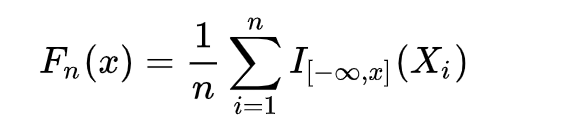 F_n(x) = \frac{1}{n} \sum_{i=1}^{n} I_{[-\infty,x]}(X_i)